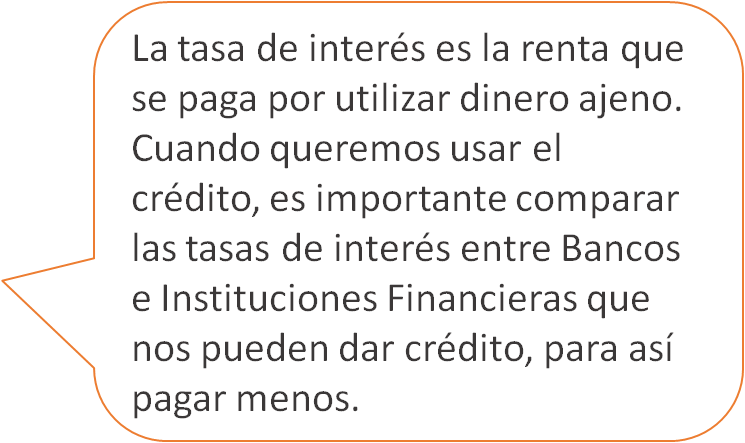 La tasa de interés es la renta que
se paga por utilizar dinero ajeno.
Cuando queremos usar el
crédito, es importante comparar
las tasas de interés entre Bancos
e Instituciones Financieras que
nos pueden dar crédito, para así
pagar menos.